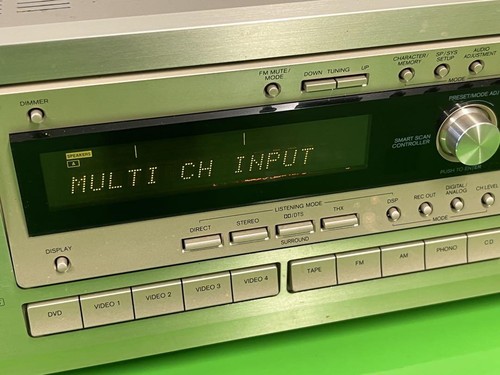 CHARACTER/
MEMORY
SP/SYS
SETUP
AUDIO
ADJUSTMENT
MODE
FM MUTE/
MODE
DOWN TUNING UP
PRESET/MODE ADJ
DIMMER
SMART SCAN
CONTROLLER
PUSH TO ENTER
SPEAKERS
A
MULTI CH INPUT
LISTENING MODE
DIRECT
STEREO
DD/DTS
THX
SURROUND
DSP
REC OUT
DIGITAL/
ANALOG
CH LEVEL
MODE
DISPLAY
DVD
VIDEO 1
VIDEO 2
VIDEO 3
VIDEO 4
TAPE
FM
AM
PHONO
CD